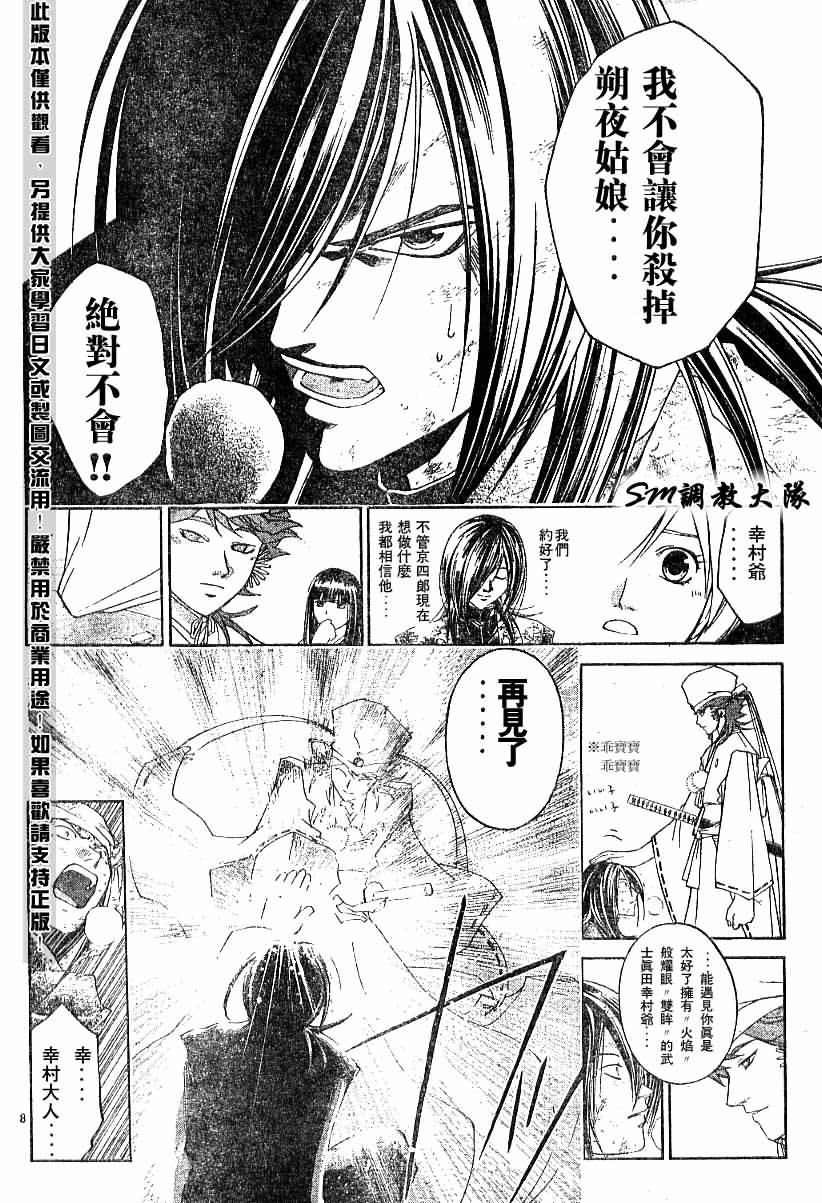 我不會讓你殺掉
朔夜姑娘····
絕對不會!!
Sm調教大隊
····幸村爺
我們
約好了····
不管京四郎現在
想做什麼
我都相信他···
※乖寶寶
乖寶寶
いい子
いい子
····能遇見你真是
太好了擁有〝火焰〞
般耀眼〝雙眸〞的武
士真田幸村爺····
再見了
·····
幸····
幸村大人···
8
此版本僅供觀看、另提供大家學習日文或製圖交流用!嚴禁用於商業用途!如果喜歡請支持正版!